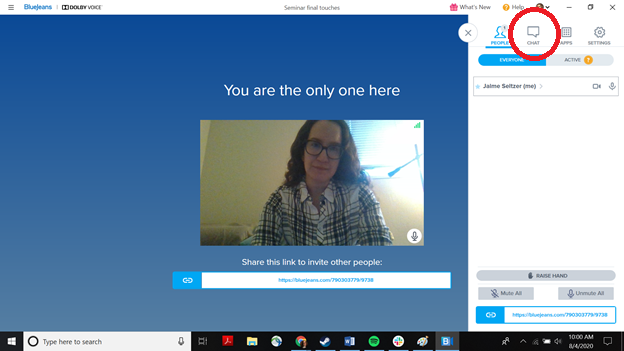 BlueJeans DOLBY VOICE
Seminar final touches
What's New
Help
PEOPLE
CHAT
APPS
SETTINGS
EVERYONE
ACTIVE ?
You are the only one here
Jaime Seltzer (me)
Share this link to invite other people:
https://bluejeans.com/790303779/9738
RAISE HAND
Mute All
Unmute All
https://bluejeans.com/790303779/9738
Type here to search
10:00 AM
8/4/2020